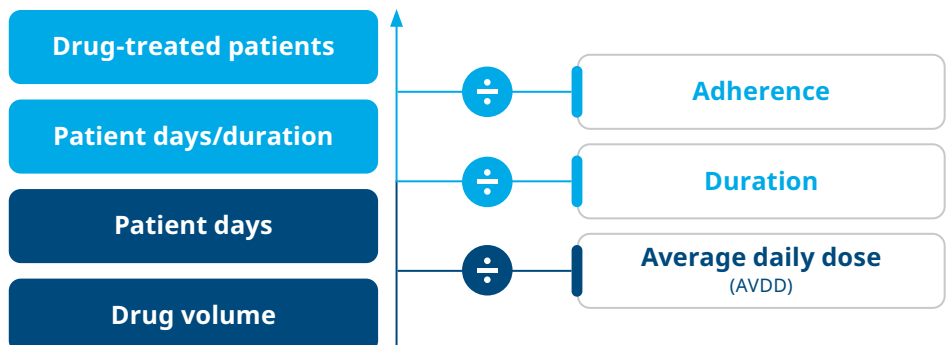 Drug-treated patients
Patient days/duration
Patient days
Drug volume
÷
Adherence
÷
Duration
÷
Average daily dose
(AVDD)